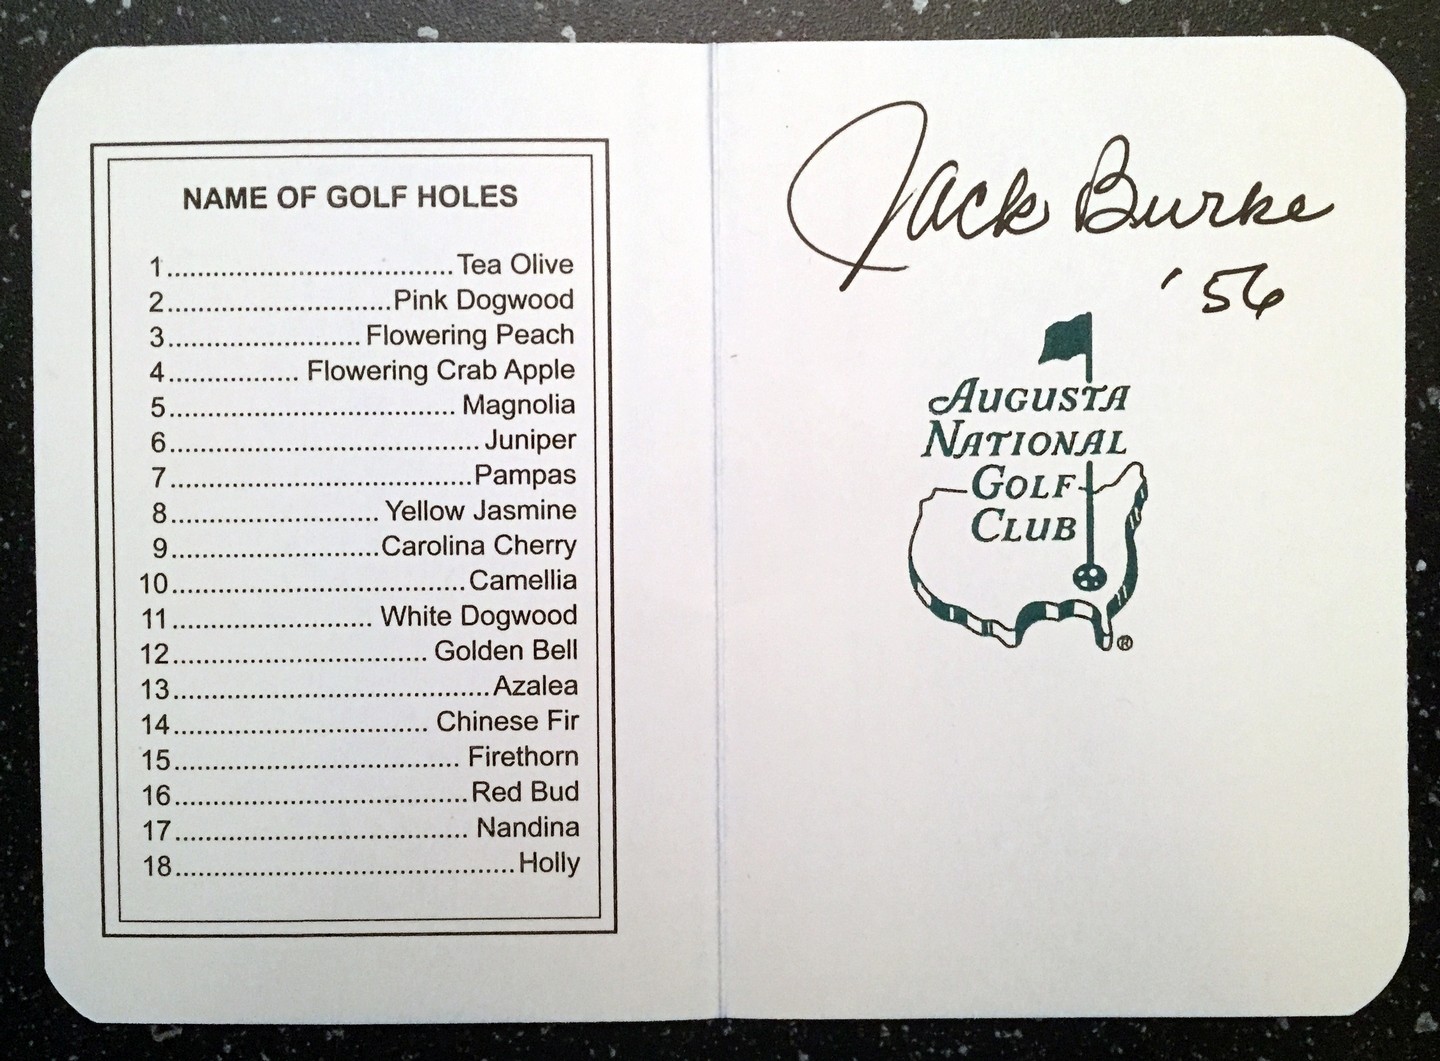 NAME OF GOLF HOLES
1..................................Tea Olive
2..........................Pink Dogwood
3......................Flowering Peach
4................ Flowering Crab Apple
5.................................. Magnolia
6.....................................Juniper
7....................................Pampas
8......................... Yellow Jasmine
9.........................Carolina Cherry
10...................................Camellia
11........................ White Dogwood
12............................... Golden Bell
13......................................Azalea
14............................... Chinese Fir
15.................................. Firethorn
16...................................Red Bud
17................................... Nandina
18.........................................Holly
Jack Burke
'56
AUGUSTA
NATIONAL
GOLF
CLUB
®